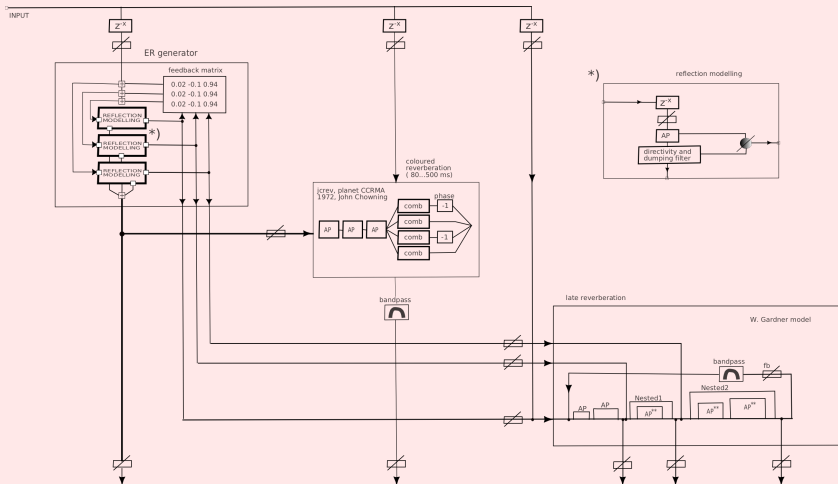 INPUT
z-x
z-x
z-x
ER generator
feedback matrix
0.02 -0.1 0.94
0.02 -0.1 0.94
0.02 -0.1 0.94
REFLECTION
MODELLING
*)
REFLECTION
MODELLING
REFLECTION
MODELLING
*)
reflection modelling
z-x
AP
directivity and
dumping filter
coloured
reverberation
( 80...500 ms)
jcrev, planet CCRMA
1972, John Chowning
phase
AP
AP
AP
comb
-1
comb
comb
-1
comb
bandpass
late reverberation
W. Gardner model
bandpass
fb
AP
AP
Nested1
AP**
Nested2
AP**
AP**